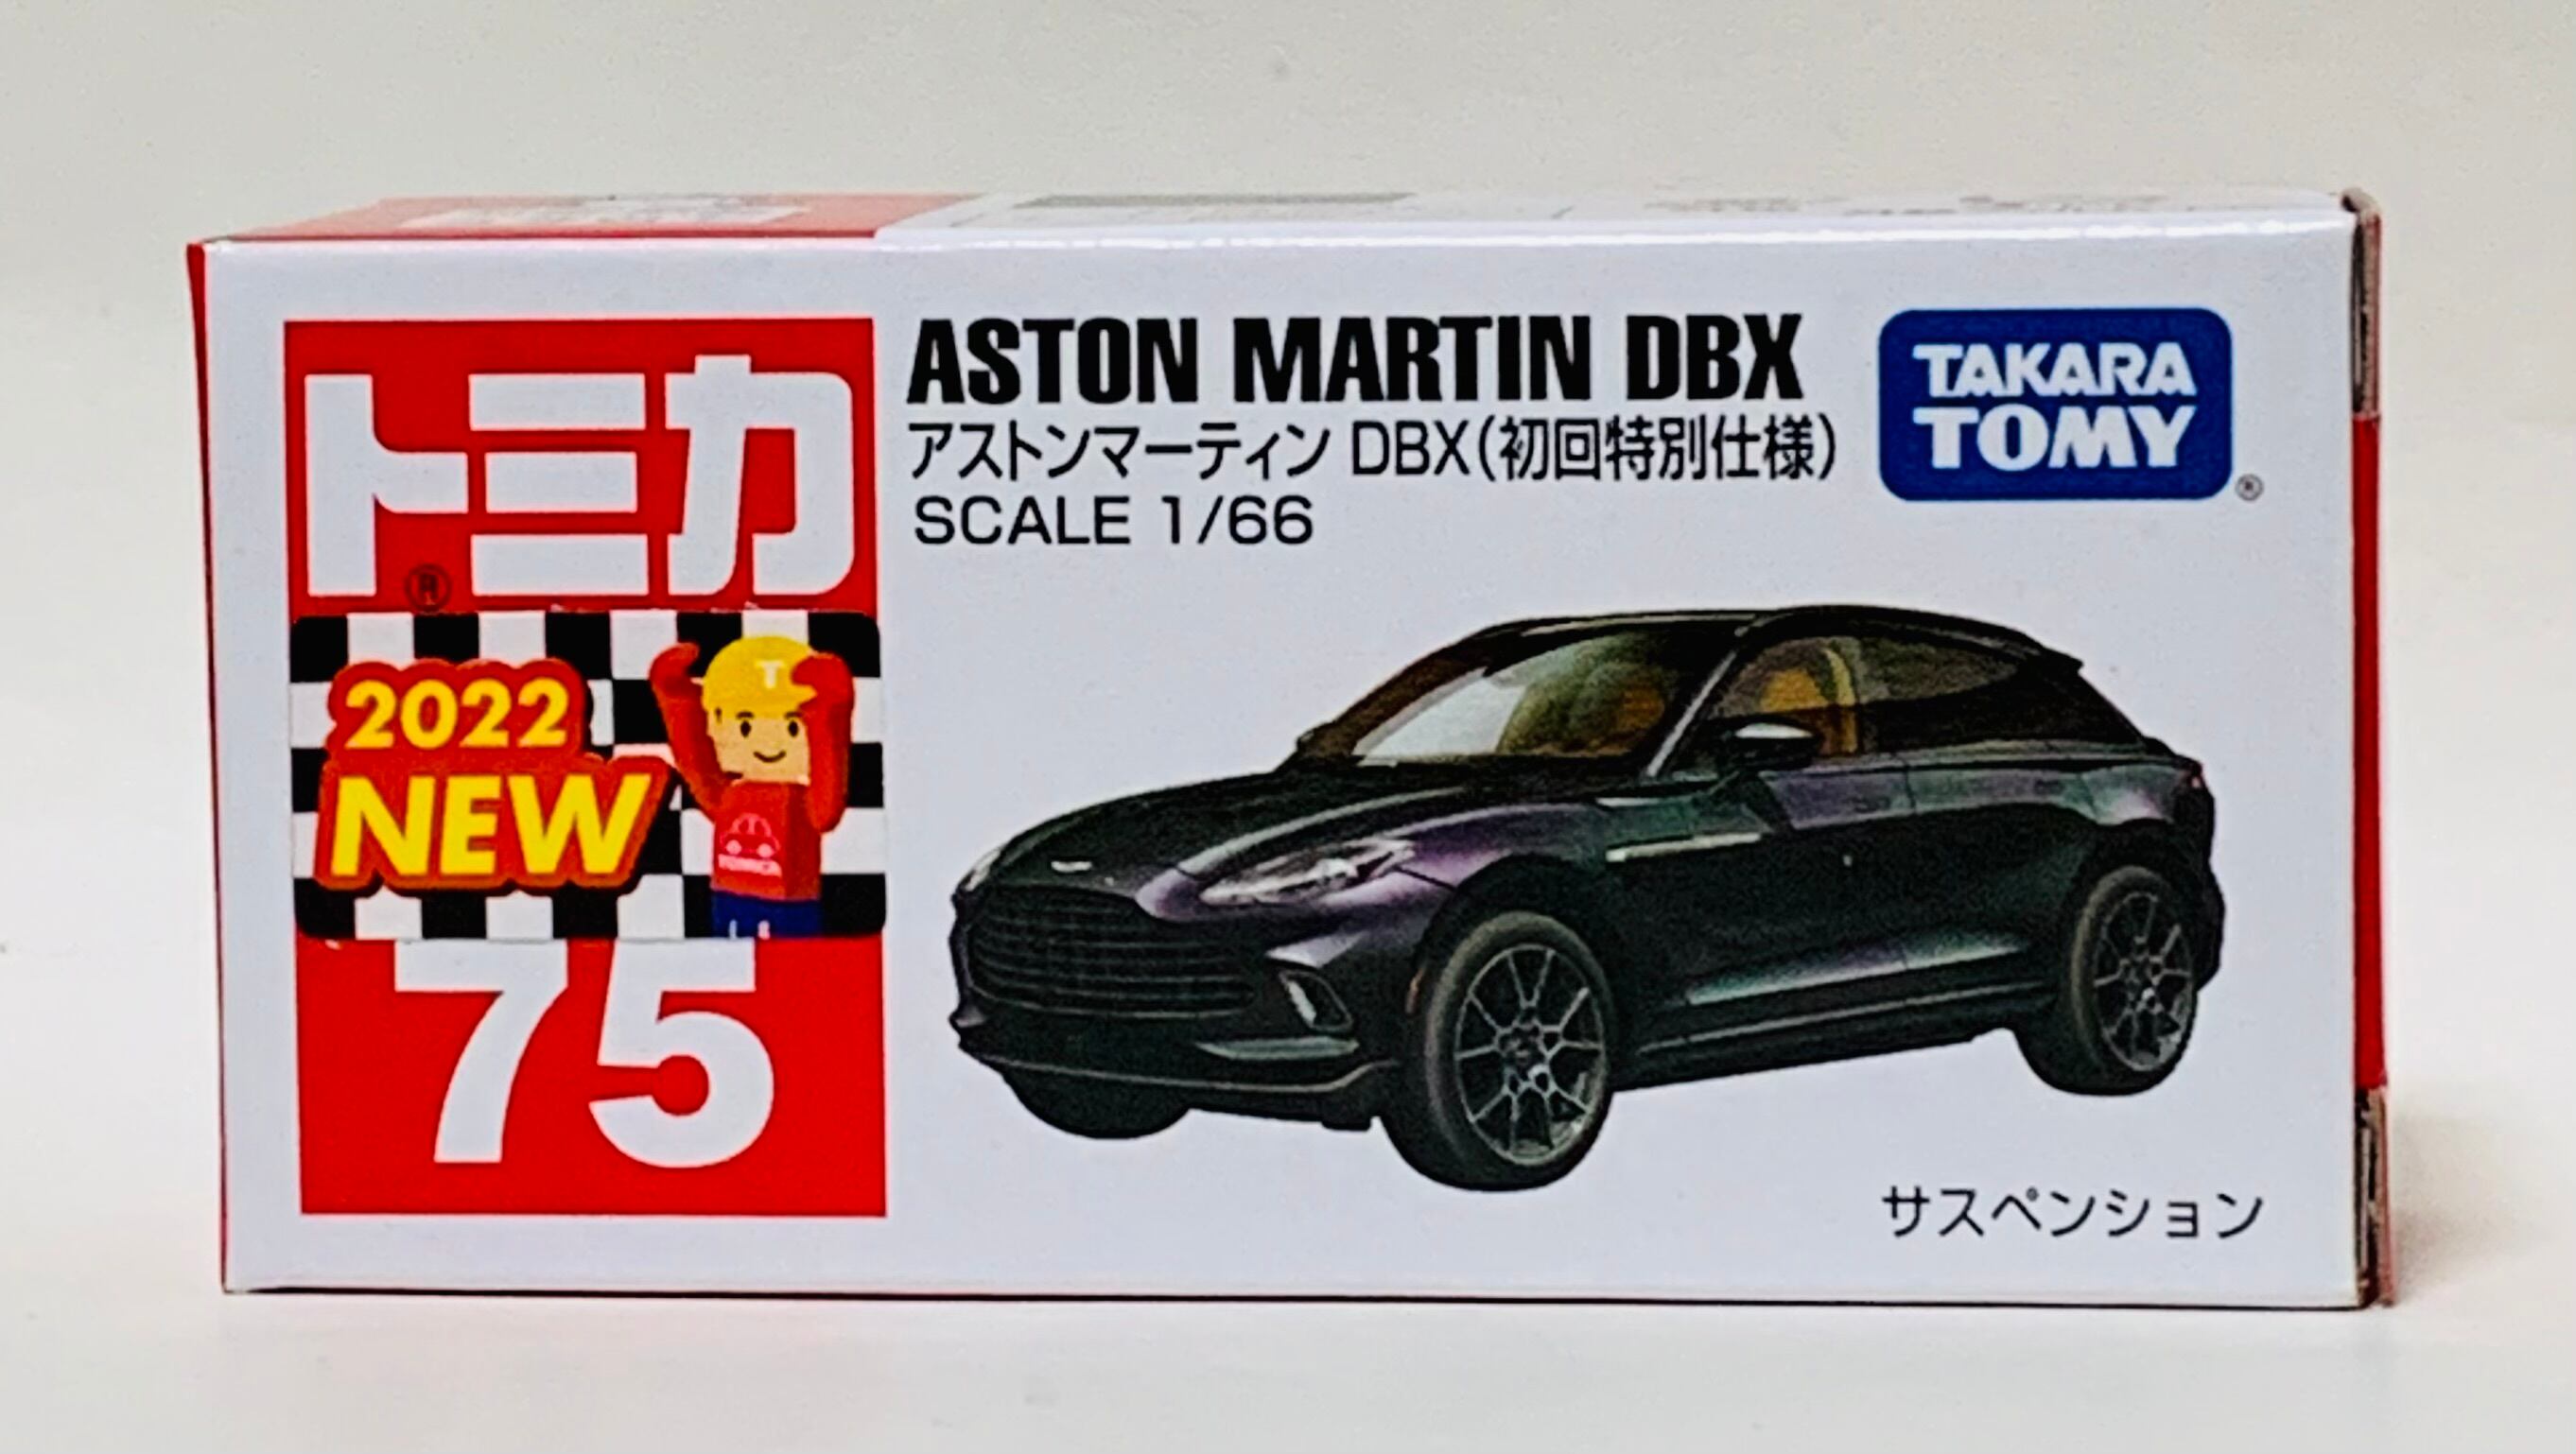 トミカ
®
2022
NEW
T
TOMICA
75
ASTON MARTIN DBX
アストンマーティン DBX(初回特別仕様)
SCALE 1/66
TAKARA
TOMY
®
サスペンション